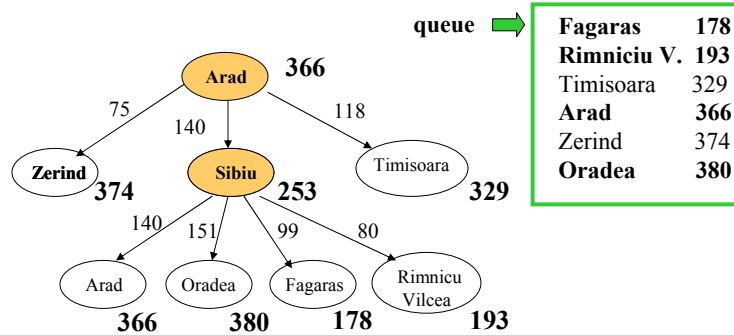 queue
Fagaras 178
Rimniciu V. 193
Timisoara 329
Arad 366
Zerind 374
Oradea 380
Arad 366
75
140
118
Zerind 374
Sibiu 253
Timisoara 329
140
151
99
80
Arad 366
Oradea 380
Fagaras 178
Rimnicu
Vilcea 193